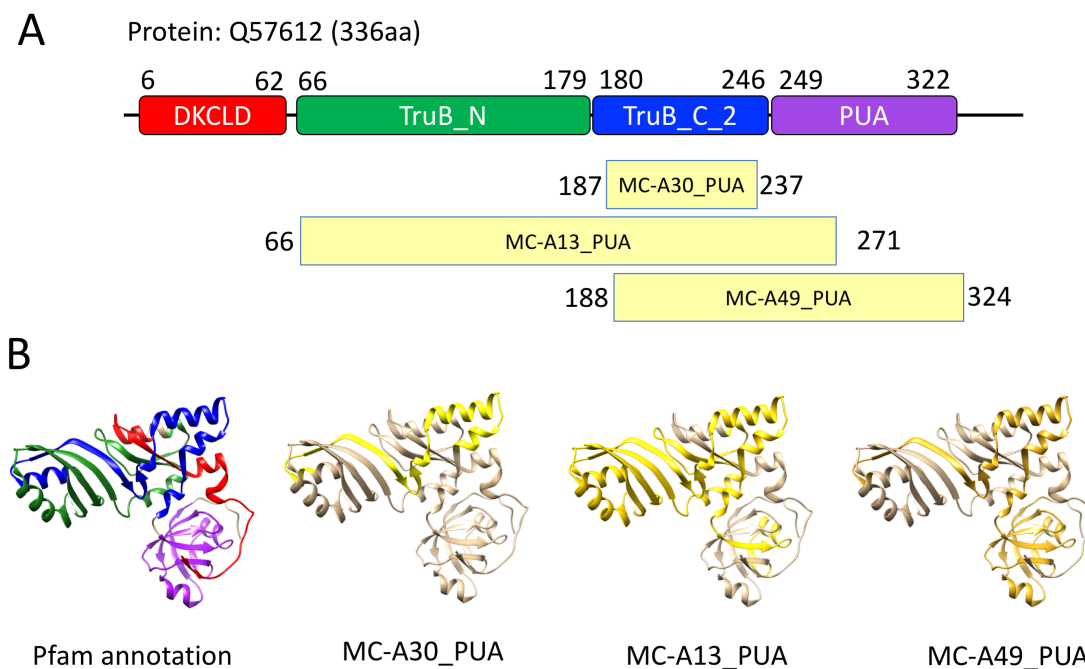 A
Protein: Q57612 (336aa)
6 62 66 179 180 246 249 322
DKCLD TruB_N TruB_C_2 PUA
187 MC-A30_PUA 237
66 MC-A13_PUA 271
188 MC-A49_PUA 324
B
Pfam annotation MC-A30_PUA MC-A13_PUA MC-A49_PUA